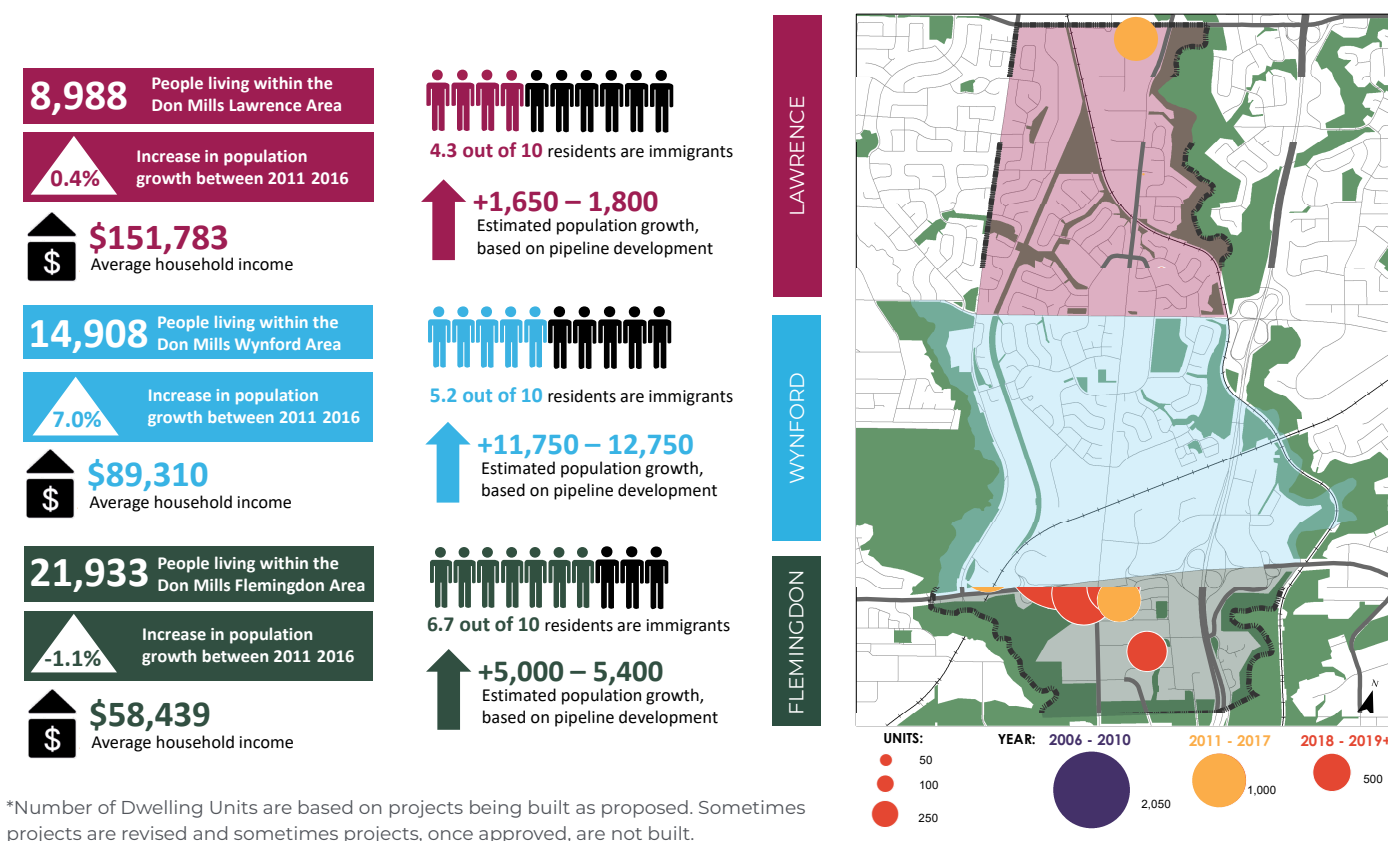 8,988
People living within the
Don Mills Lawrence Area
0.4%
Increase in population
growth between 2011 2016
$
$151,783
Average household income
4.3 out of 10 residents are immigrants
+1,650 – 1,800
Estimated population growth,
based on pipeline development
LAWRENCE
14,908
People living within the
Don Mills Wynford Area
7.0%
Increase in population
growth between 2011 2016
$
$89,310
Average household income
5.2 out of 10 residents are immigrants
+11,750 – 12,750
Estimated population growth,
based on pipeline development
WYNFORD
21,933
People living within the
Don Mills Flemingdon Area
-1.1%
Increase in population
growth between 2011 2016
$
$58,439
Average household income
6.7 out of 10 residents are immigrants
+5,000 – 5,400
Estimated population growth,
based on pipeline development
FLEMINGDON
N
UNITS:
50
100
250
YEAR: 2006 - 2010 2011 - 2017 2018 - 2019+
2,050
1,000
500
*Number of Dwelling Units are based on projects being built as proposed. Sometimes
projects are revised and sometimes projects, once approved, are not built.